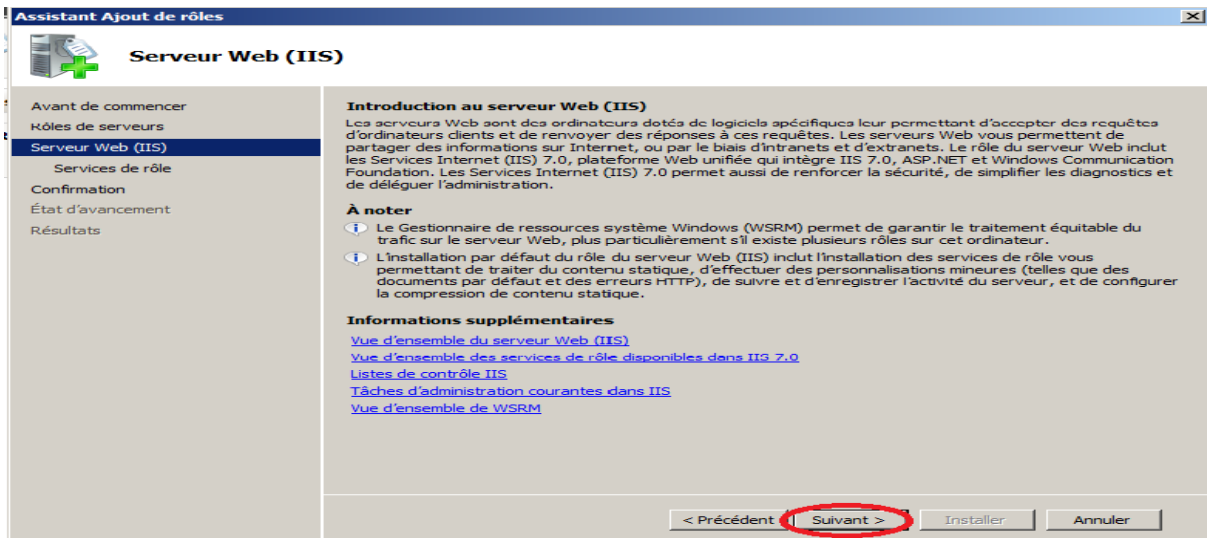 Assistant Ajout de rôles
Serveur Web (IIS)
Avant de commencer
Rôles de serveurs
Serveur Web (IIS)
Services de rôle
Confirmation
État d'avancement
Résultats
Introduction au serveur Web (IIS)
Les serveurs Web sont des ordinateurs dotés de logiciels spécifiques leur permettant d'accepter des requêtes
d'ordinateurs clients et de renvoyer des réponses à ces requêtes. Les serveurs Web vous permettent de
partager des informations sur Internet, ou par le biais d'intranets et d'extranets. Le rôle du serveur Web inclut
les Services Internet (IIS) 7.0, plateforme Web unifiée qui intègre IIS 7.0, ASP.NET et Windows Communication
Foundation. Les Services Internet (IIS) 7.0 permet aussi de renforcer la sécurité, de simplifier les diagnostics et
de déléguer l'administration.
À noter
Le Gestionnaire de ressources système Windows (WSRM) permet de garantir le traitement équitable du
trafic sur le serveur Web, plus particulièrement s'il existe plusieurs rôles sur cet ordinateur.
L'installation par défaut du rôle du serveur Web (IIS) inclut l'installation des services de rôle vous
permettant de traiter du contenu statique, d'effectuer des personnalisations mineures (telles que des
documents par défaut et des erreurs HTTP), de suivre et d'enregistrer l'activité du serveur, et de configurer
la compression de contenu statique.
Informations supplémentaires
Vue d'ensemble du serveur Web (IIS)
Vue d'ensemble des services de rôle disponibles dans IIS 7.0
Listes de contrôle IIS
Tâches d'administration courantes dans IIS
Vue d'ensemble de WSRM
< Précédent
Suivant >
Installer
Annuler